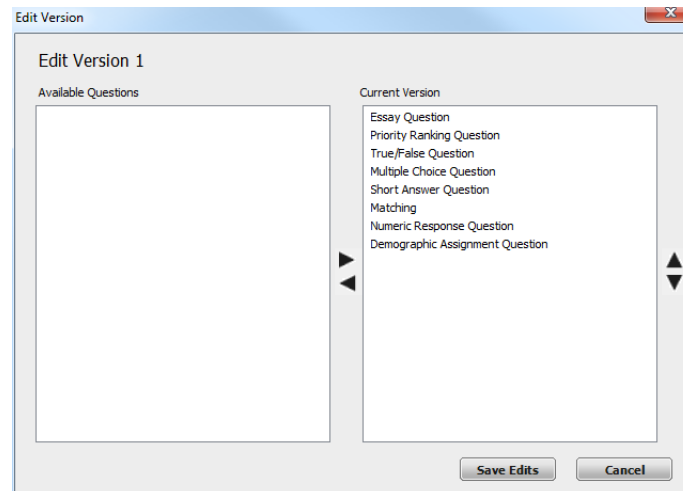 Edit Version
Edit Version 1
Available Questions
Current Version
Essay Question
Priority Ranking Question
True/False Question
Multiple Choice Question
Short Answer Question
Matching
Numeric Response Question
Demographic Assignment Question
Save Edits
Cancel